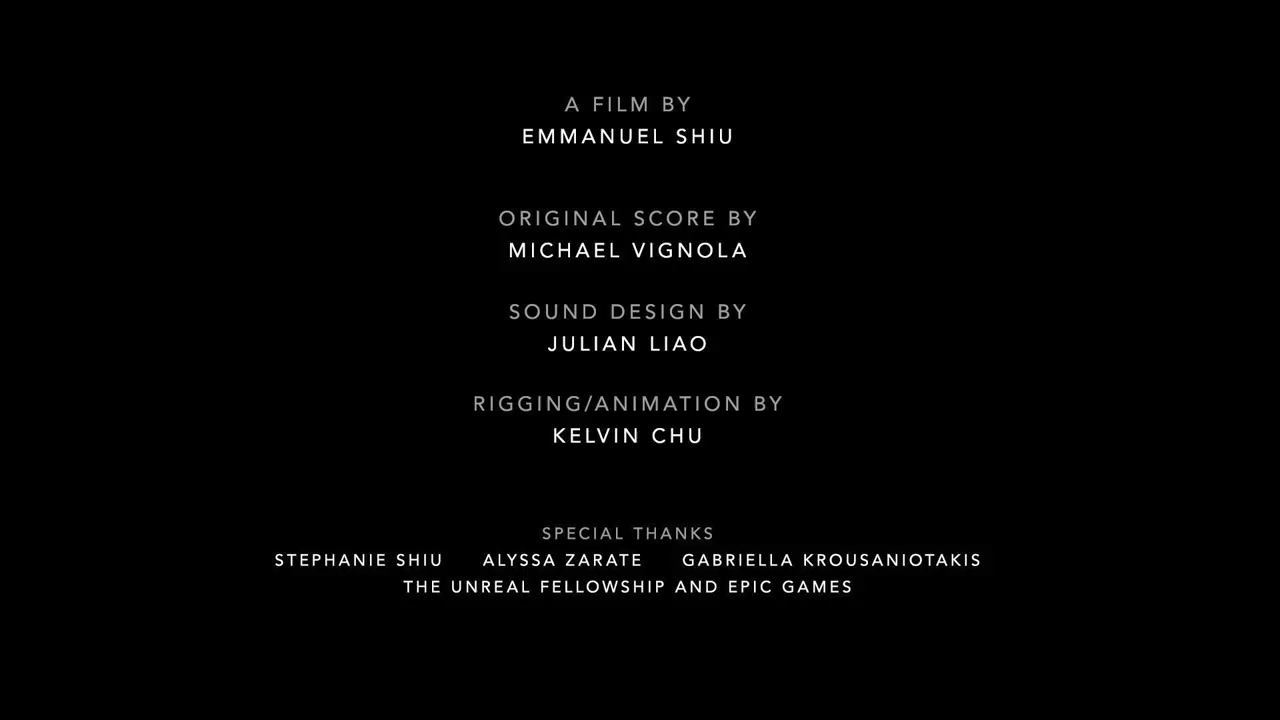 A FILM BY
EMMANUEL SHIU
ORIGINAL SCORE BY
MICHAEL VIGNOLA
SOUND DESIGN BY
JULIAN LIAO
RIGGING/ANIMATION BY
KELVIN CHU
SPECIAL THANKS
STEPHANIE SHIU ALYSSA ZARATE GABRIELLA KROUSANIOTAKIS
THE UNREAL FELLOWSHIP AND EPIC GAMES